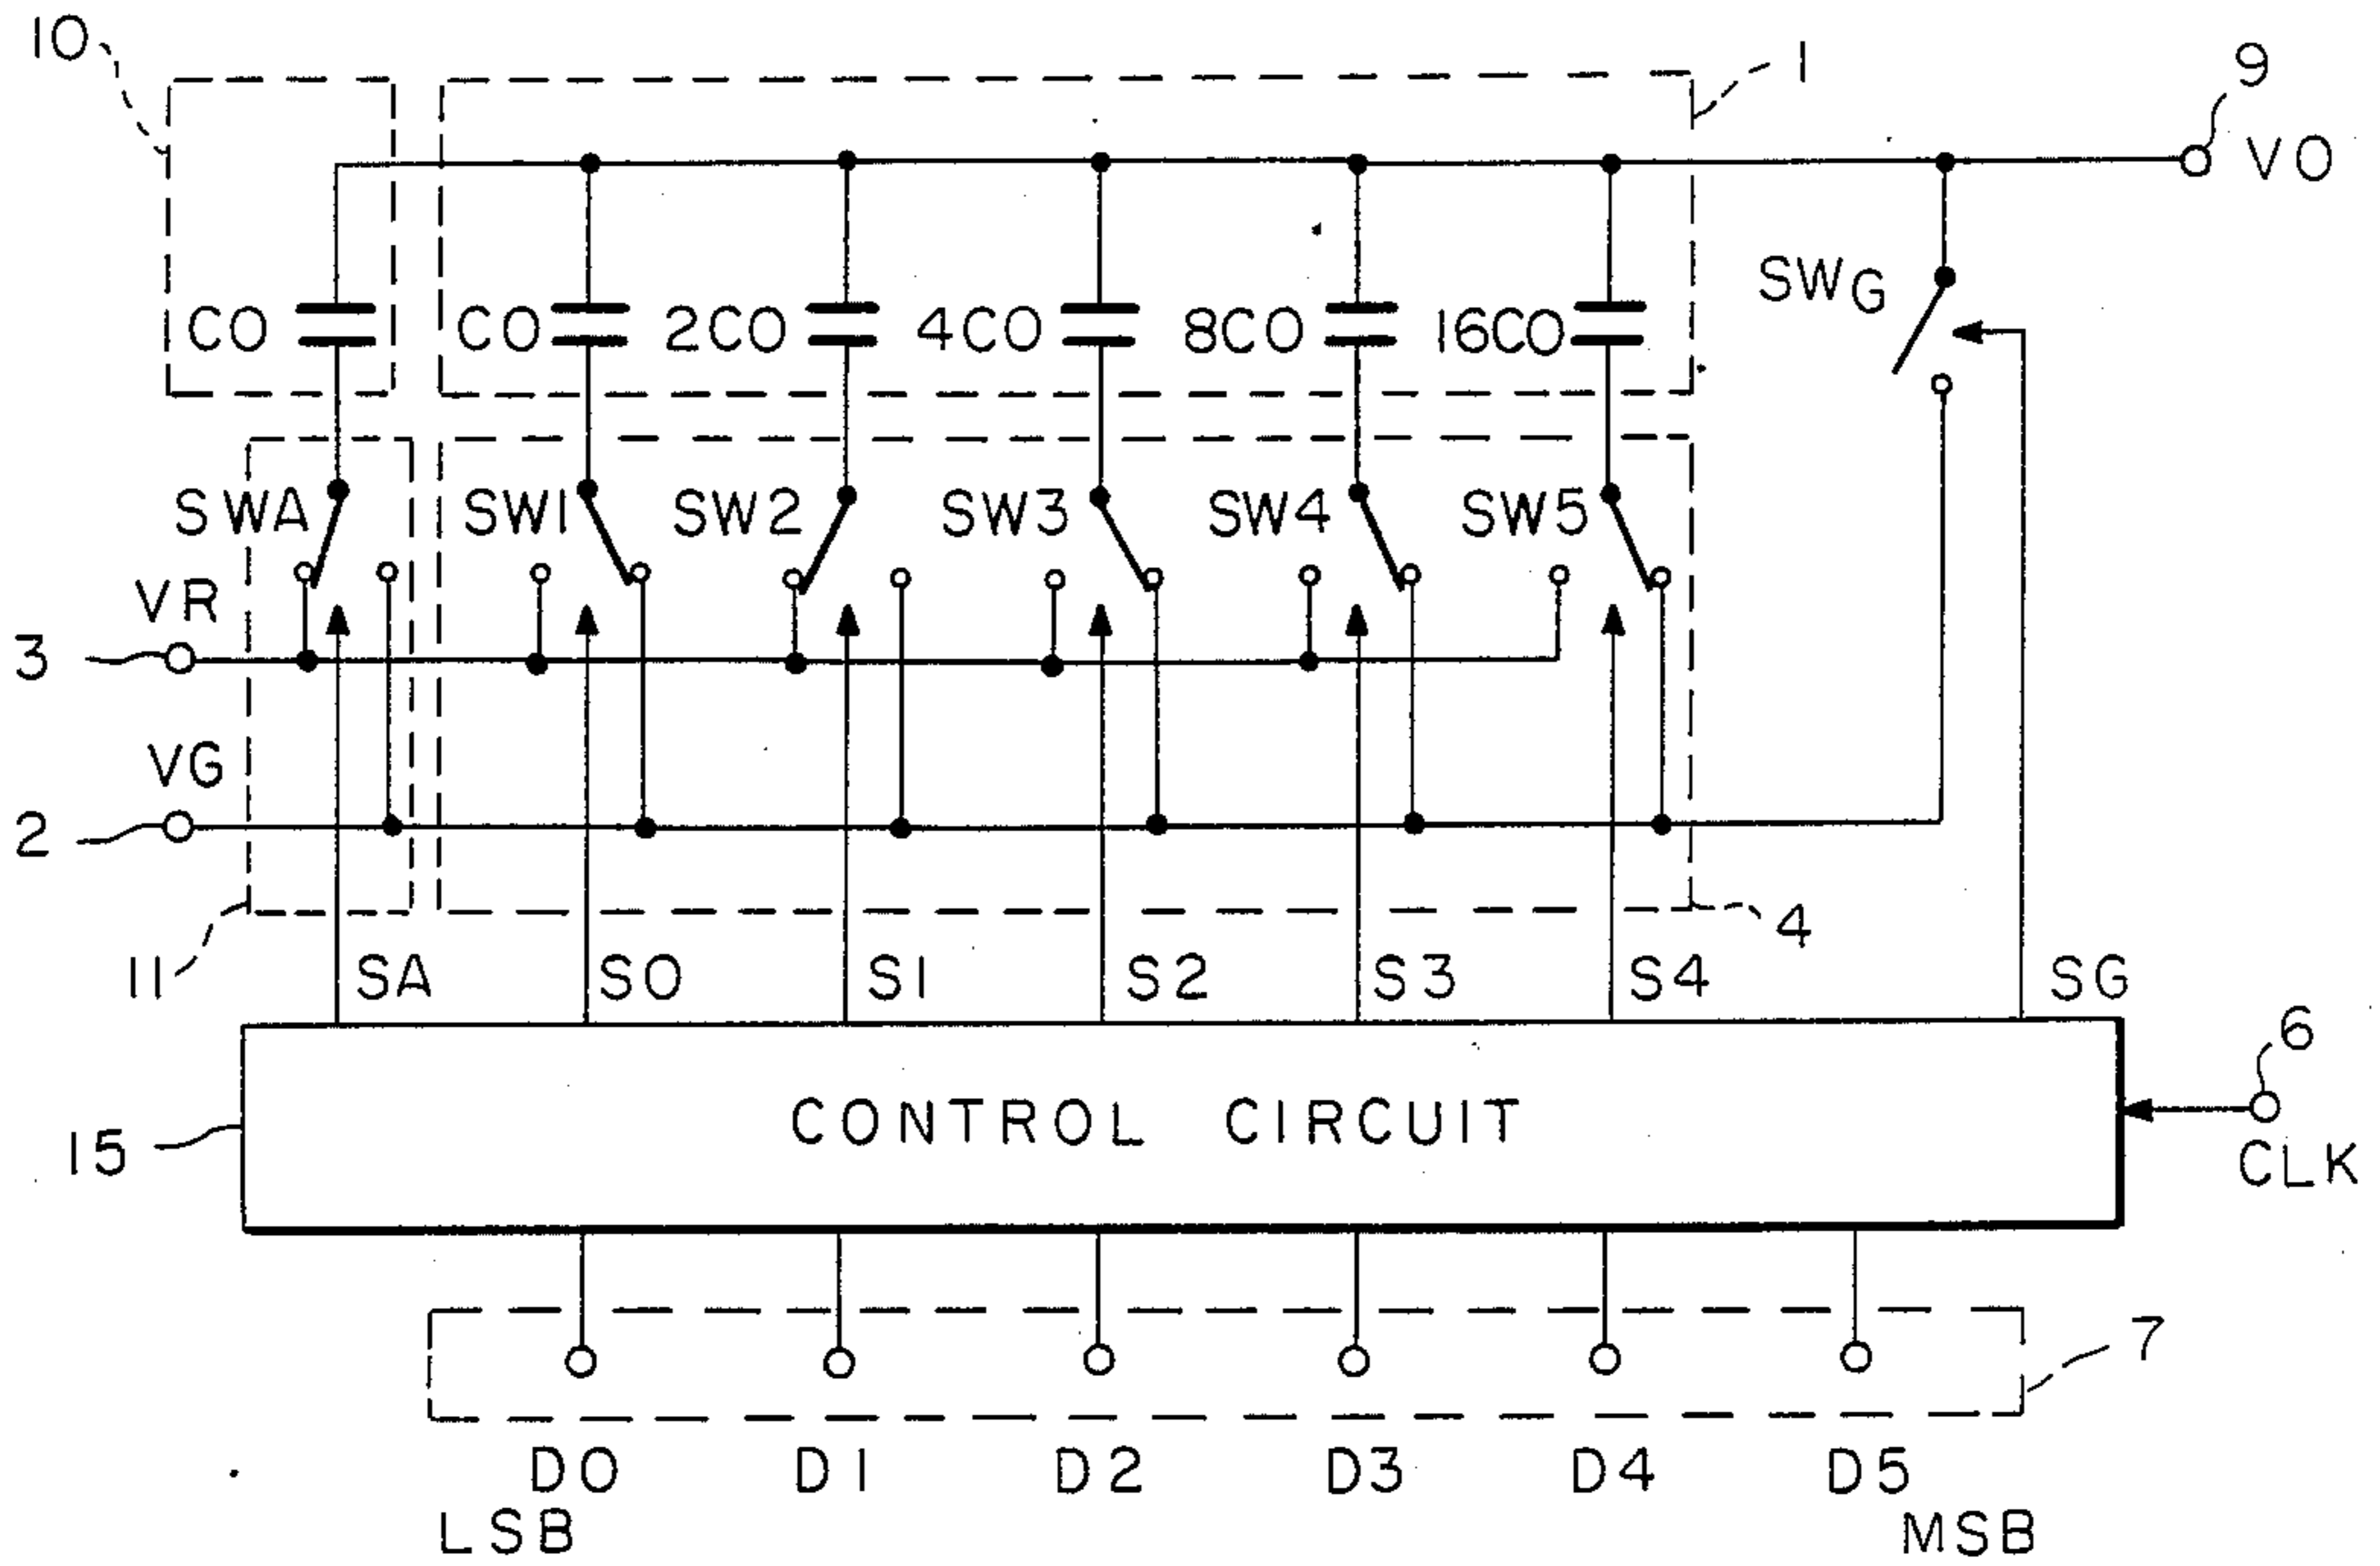 10
1
9
VO
SWG
CO
CO
2CO
4CO
8CO
16CO
SWA
SW1
SW2
SW3
SW4
SW5
VR
3
VG
2
11
4
SA
SO
S1
S2
S3
S4
SG
6
CONTROL CIRCUIT
15
CLK
7
DO
D1
D2
D3
D4
D5
LSB
MSB